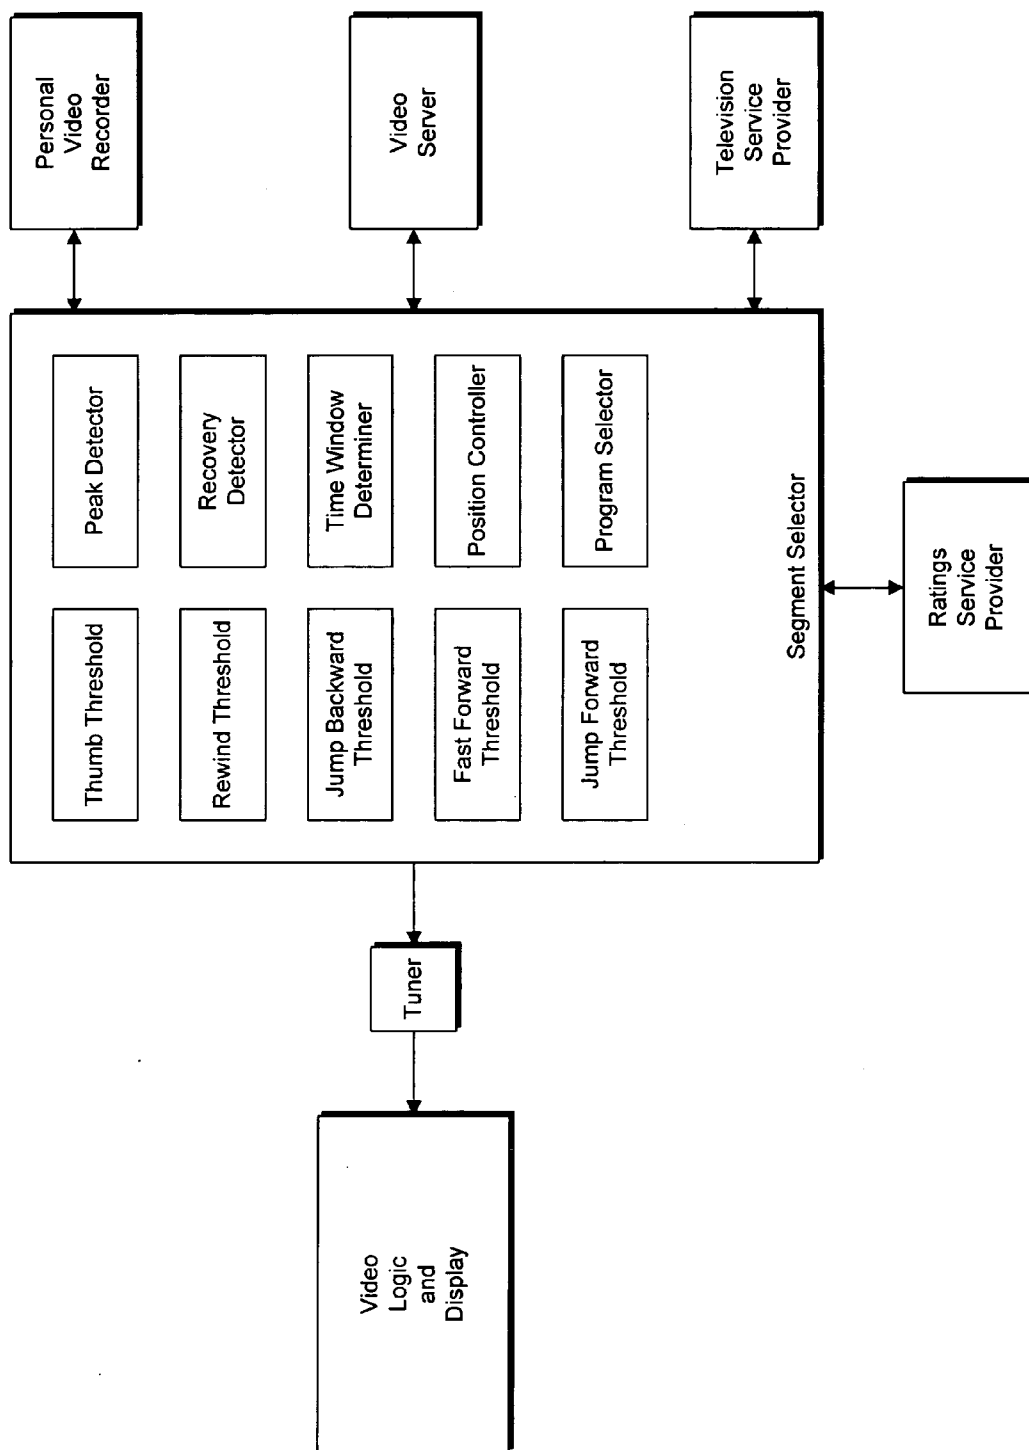 Video
Logic
and
Display
Tuner
Thumb Threshold
Rewind Threshold
Jump Backward
Threshold
Fast Forward
Threshold
Jump Forward
Threshold
Peak Detector
Recovery
Detector
Time Window
Determiner
Position Controller
Program Selector
Segment Selector
Personal
Video
Recorder
Video
Server
Television
Service
Provider
Ratings
Service
Provider